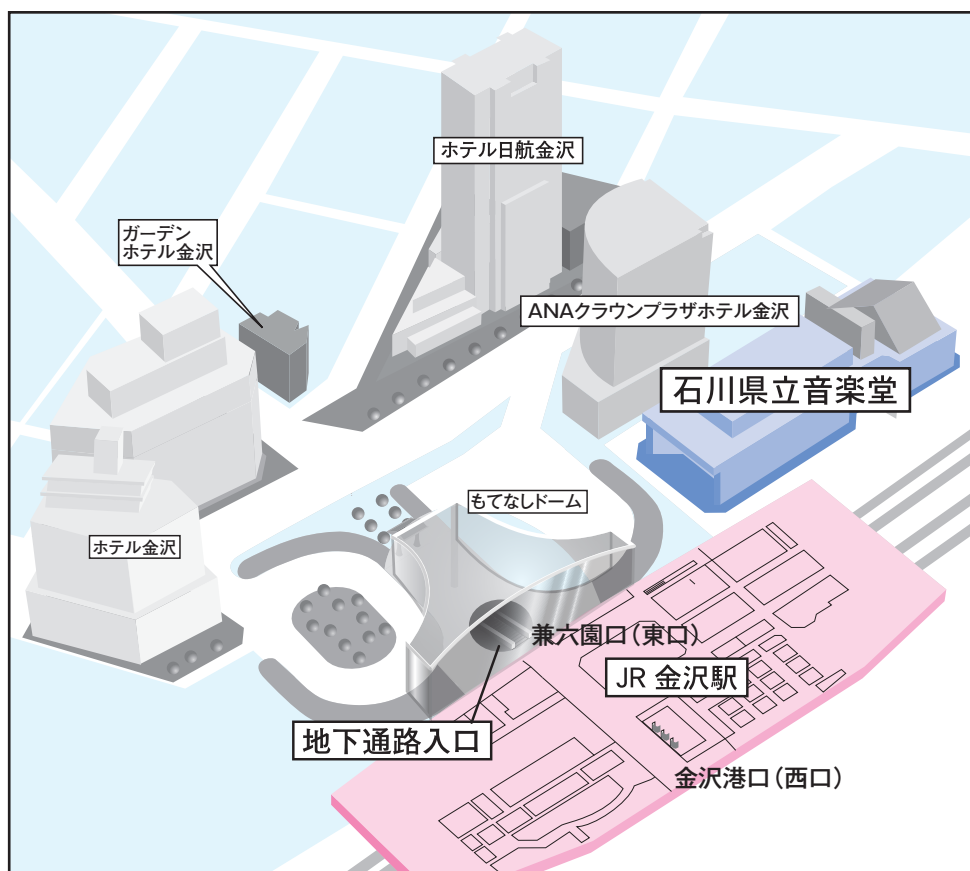 ホテル日航金沢
ガーデン
ホテル金沢
ANAクラウンプラザホテル金沢
石川県立音楽堂
もてなしドーム
ホテル金沢
兼六園口(東口)
JR 金沢駅
地下通路入口
金沢港口(西口)